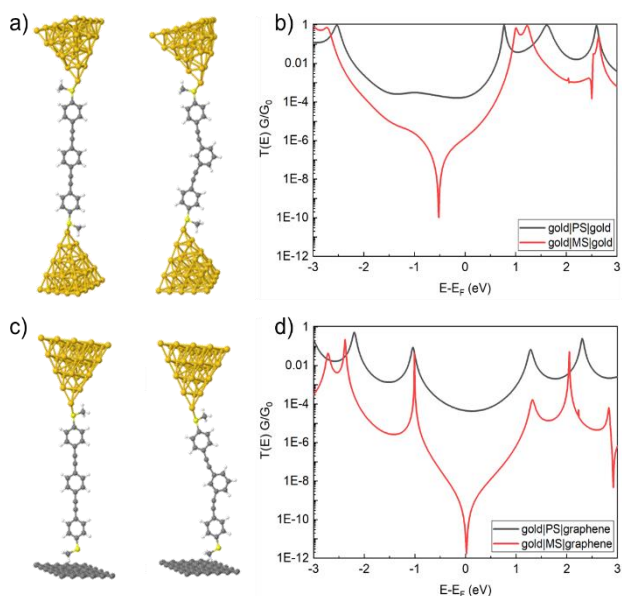 a)
b)
T(E) G/G₀
1
0.01
1E-4
1E-6
1E-8
1E-10
1E-12
gold|PS|gold
gold|MS|gold
-3 -2 -1 0 1 2 3
E-E_F (eV)
c)
d)
T(E) G/G₀
1
0.01
1E-4
1E-6
1E-8
1E-10
1E-12
gold|PS|graphene
gold|MS|graphene
-3 -2 -1 0 1 2 3
E-E_F (eV)